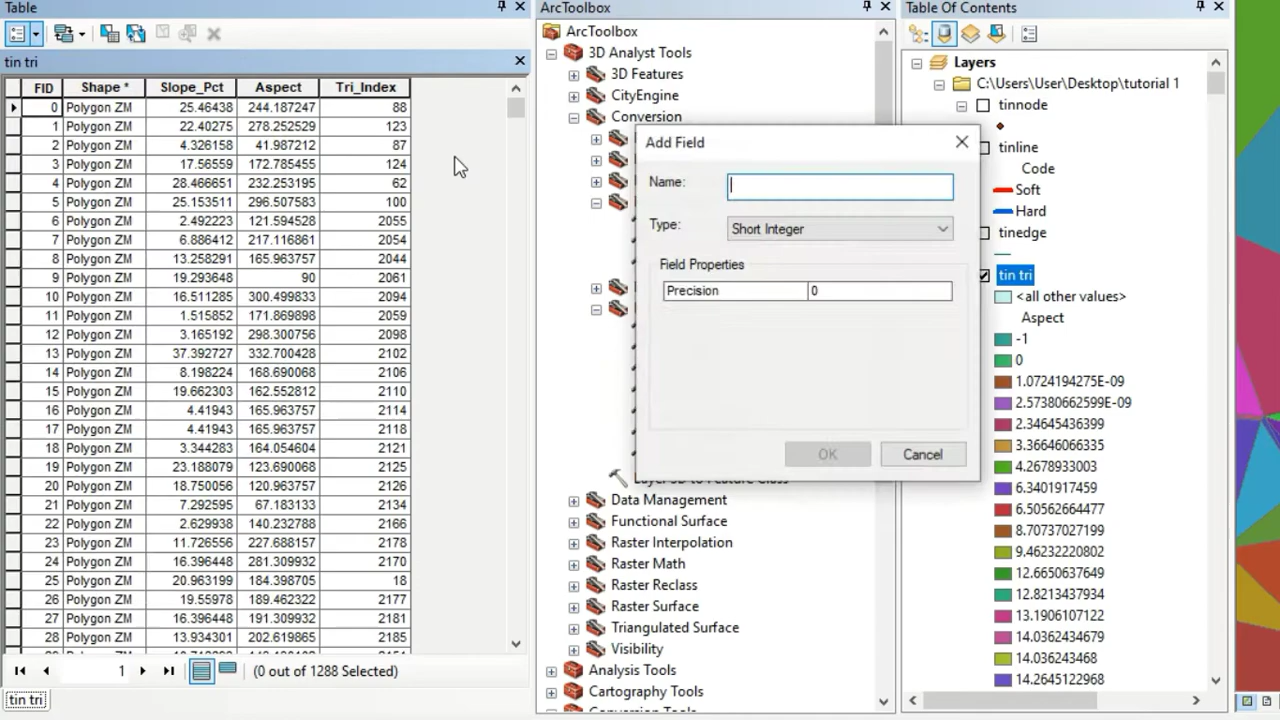 Table
tin tri
FID Shape * Slope_Pct Aspect Tri_Index
0 Polygon ZM 25.46438 244.187247 88
1 Polygon ZM 22.40275 278.252529 123
2 Polygon ZM 4.326158 41.987212 87
3 Polygon ZM 17.56559 172.785455 124
4 Polygon ZM 28.466651 232.253195 62
5 Polygon ZM 25.153511 296.507583 100
6 Polygon ZM 2.492223 121.594528 2055
7 Polygon ZM 6.886412 217.116861 2054
8 Polygon ZM 13.258291 165.963757 2044
9 Polygon ZM 19.293648 90 2061
10 Polygon ZM 16.511285 300.499833 2094
11 Polygon ZM 1.515852 171.869898 2059
12 Polygon ZM 3.165192 298.300756 2098
13 Polygon ZM 37.392727 332.700428 2102
14 Polygon ZM 8.198224 168.690068 2106
15 Polygon ZM 19.662303 162.552812 2110
16 Polygon ZM 4.41943 165.963757 2114
17 Polygon ZM 4.41943 165.963757 2118
18 Polygon ZM 3.344283 164.054604 2121
19 Polygon ZM 23.188079 123.690068 2125
20 Polygon ZM 18.750056 120.963757 2126
21 Polygon ZM 7.292595 67.183133 2134
22 Polygon ZM 2.629938 140.232788 2166
23 Polygon ZM 11.726556 227.688157 2178
24 Polygon ZM 16.396448 281.309932 2170
25 Polygon ZM 20.963199 184.398705 18
26 Polygon ZM 19.55978 189.462322 2177
27 Polygon ZM 16.396448 191.309932 2181
28 Polygon ZM 13.934301 202.619865 2185
1 (0 out of 1288 Selected)
tin tri
ArcToolbox
ArcToolbox
3D Analyst Tools
3D Features
CityEngine
Conversion
Data Management
Functional Surface
Raster Interpolation
Raster Math
Raster Reclass
Raster Surface
Triangulated Surface
Visibility
Analysis Tools
Cartography Tools
Add Field
Name:
Type: Short Integer
Field Properties
Precision 0
OK Cancel
Table Of Contents
Layers
C:\Users\User\Desktop\tutorial 1
tinnode
tinline
Code
Soft
Hard
tinedge
tin tri
<all other values>
Aspect
-1
0
1.0724194275E-09
2.57380662599E-09
2.34645436399
3.36646066335
4.2678933003
6.3401917459
6.50562664477
8.70737027199
9.46232220802
12.6650637649
12.8213437934
13.1906107122
14.0362434679
14.036243468
14.2645122968